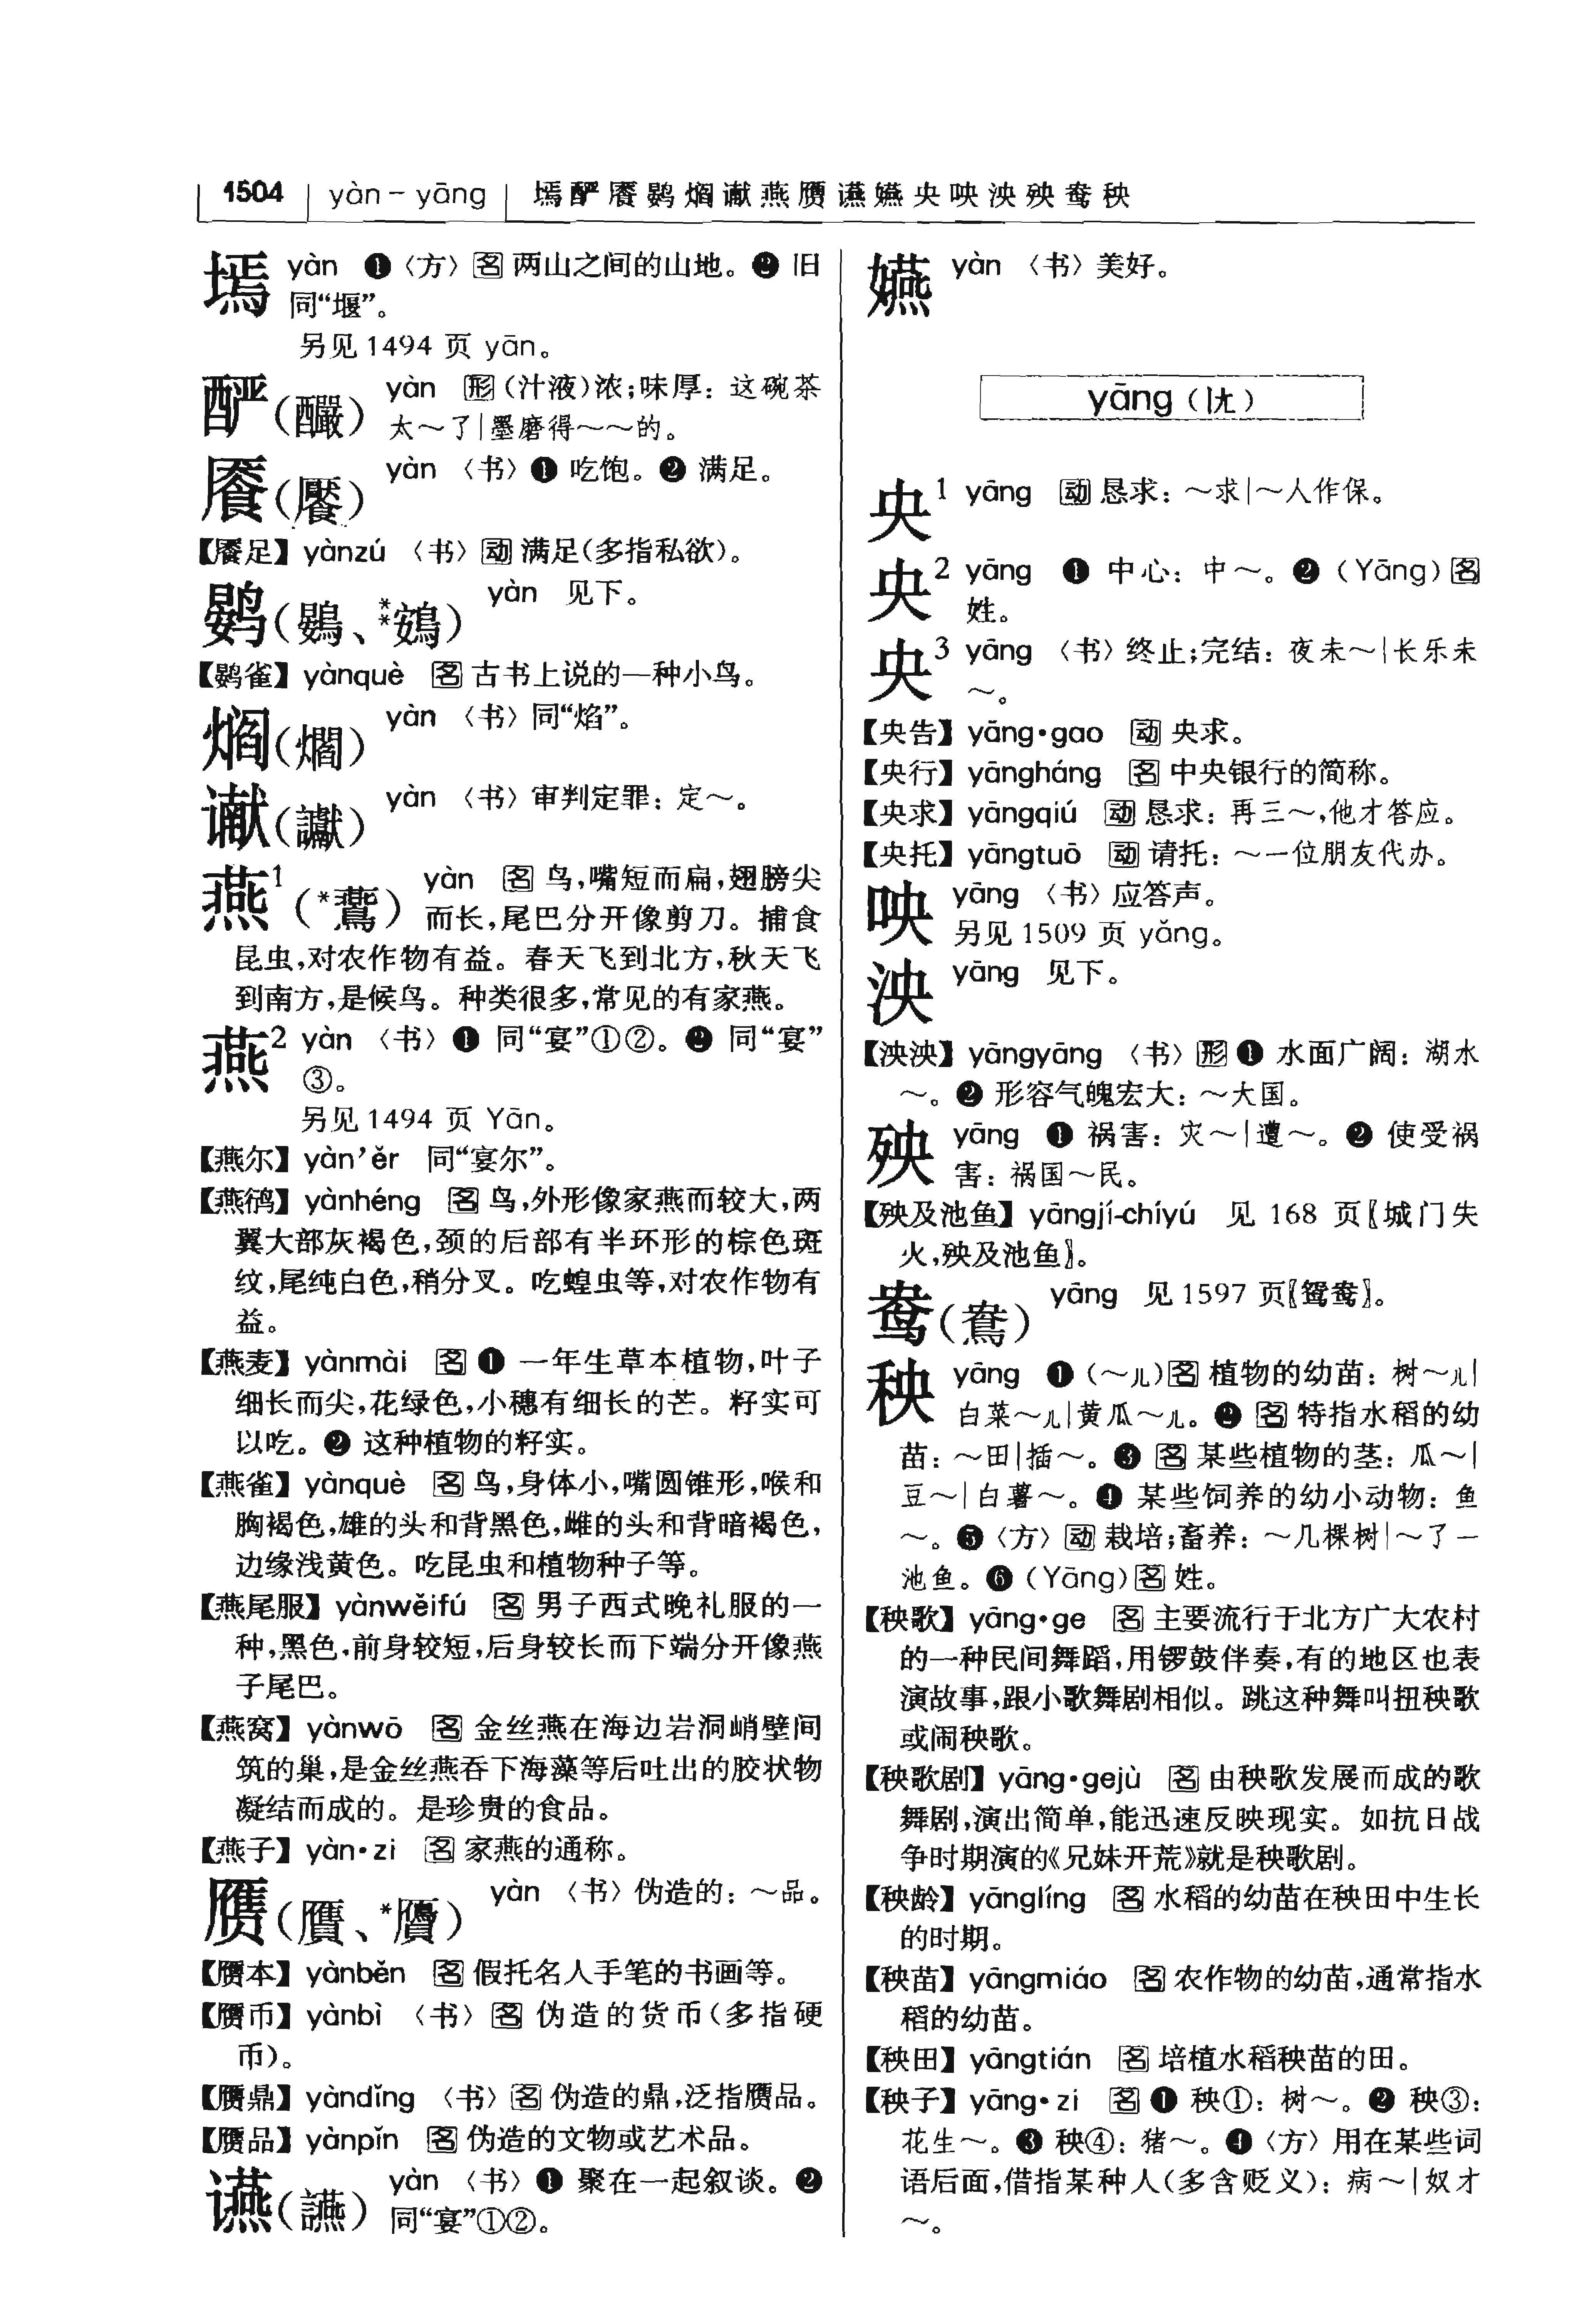 1504 yàn－yāng 墕酽餍鷃爓谳燕赝讌嬿央咉泱殃鸯秧
墕 yàn ❶〈方〉名 两山之间的山地。❷ 旧
同“堰”。
另见1494 页 yān。
酽(釅) yàn 形(汁液)浓;味厚：这碗茶
太～了|墨磨得～～的。
餍(饜) yàn 〈书〉❶ 吃饱。❷ 满足。
【餍足】yànzú 〈书〉动 满足(多指私欲)。
(鷃、**鴳) yàn 见下。
雀】yànquè 名 古书上说的一种小鸟。
(爓) yàn 〈书〉同“焰”。
谳(讞) yàn 〈书〉审判定罪：定～。
燕1(*鷰) yàn 名 鸟,嘴短而扁,翅膀尖
而长,尾巴分开像剪刀。捕食
昆虫,对农作物有益。春天飞到北方,秋天飞
到南方,是候鸟。种类很多,常见的有家燕。
燕2 yàn 〈书〉❶ 同“宴”①②。❷ 同“宴”
③。
另见1494 页 Yān。
【燕尔】yàn’ěr 同“宴尔”。
【燕鸻】yànhéng 名 鸟,外形像家燕而较大,两
翼大部灰褐色,颈的后部有半环形的棕色斑
纹,尾纯白色,稍分叉。吃蝗虫等,对农作物有
益。
【燕麦】yànmài 名 ❶ 一年生草本植物,叶子
细长而尖,花绿色,小穗有细长的芒。籽实可
以吃。❷ 这种植物的籽实。
【燕雀】yànquè 名 鸟,身体小,嘴圆锥形,喉和
胸褐色,雄的头和背黑色,雌的头和背暗褐色,
边缘浅黄色。吃昆虫和植物种子等。
【燕尾服】yànwěifú 名 男子西式晚礼服的一
种,黑色,前身较短,后身较长而下端分开像燕
子尾巴。
【燕窝】yànwō 名 金丝燕在海边岩洞峭壁间
筑的巢,是金丝燕吞下海藻等后吐出的胶状物
凝结而成的。是珍贵的食品。
【燕子】yàn•zi 名 家燕的通称。
赝(贋、*贗) yàn 〈书〉伪造的：～品。
【赝本】yànběn 名 假托名人手笔的书画等。
【赝币】yànbì 〈书〉名 伪造的货币(多指硬
币)。
【赝鼎】yàndǐng 〈书〉名 伪造的鼎,泛指赝品。
【赝品】yànpǐn 名 伪造的文物或艺术品。
(讌) yàn 〈书〉❶ 聚在一起叙谈。❷
同“宴”①②。
嬿 yàn 〈书〉美好。
yāng (ㄧㄤ)
央1 yāng 动 恳求：～求|～人作保。
央2 yāng ❶ 中心：中～。❷ (Yāng)名
姓。
央3 yāng 〈书〉终止;完结：夜未～|长乐未
～。
【央告】yāng•gao 动 央求。
【央行】yāngháng 名 中央银行的简称。
【央求】yāngqiú 动 恳求：再三～,他才答应。
【央托】yāngtuō 动 请托：～一位朋友代办。
咉 yāng 〈书〉应答声。
另见1509 页 yǎng。
泱 yāng 见下。
【泱泱】yāngyāng 〈书〉形 ❶ 水面广阔：湖水
～。❷ 形容气魄宏大：～大国。
殃 yāng ❶ 祸害：灾～|遭～。❷ 使受祸
害：祸国～民。
【殃及池鱼】yāngjí-chíyú 见 168 页〖城门失
火,殃及池鱼〗。
鸯(鴦) yāng 见1597 页〖鸳鸯〗。
秧 yāng ❶ (～儿)名 植物的幼苗：树～儿|
白菜～儿|黄瓜～儿。❷ 名 特指水稻的幼
苗：～田|插～。❸ 名 某些植物的茎：瓜～|
豆～|白薯～。❹ 某些饲养的幼小动物：鱼
～。❺〈方〉动 栽培;畜养：～几棵树|～了一
池鱼。❻ (Yāng)名 姓。
【秧歌】yāng•ge 名 主要流行于北方广大农村
的一种民间舞蹈,用锣鼓伴奏,有的地区也表
演故事,跟小歌舞剧相似。跳这种舞叫扭秧歌
或闹秧歌。
【秧歌剧】yāng•gejù 名 由秧歌发展而成的歌
舞剧,演出简单,能迅速反映现实。如抗日战
争时期演的《兄妹开荒》就是秧歌剧。
【秧龄】yānglíng 名 水稻的幼苗在秧田中生长
的时期。
【秧苗】yāngmiáo 名 农作物的幼苗,通常指水
稻的幼苗。
【秧田】yāngtián 名 培植水稻秧苗的田。
【秧子】yāng•zi 名 ❶ 秧①：树～。❷ 秧③：
花生～。❸ 秧④：猪～。❹〈方〉用在某些词
语后面,借指某种人(多含贬义)：病～|奴才
～。